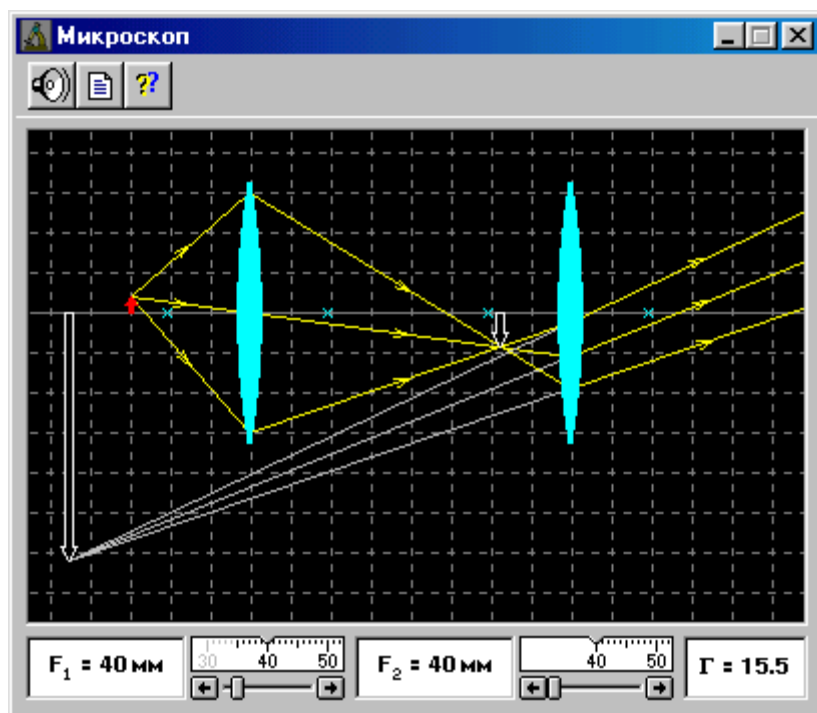 Микроскоп
??
F₁ = 40 мм
30 40 50
F₂ = 40 мм
40 50
Г = 15.5